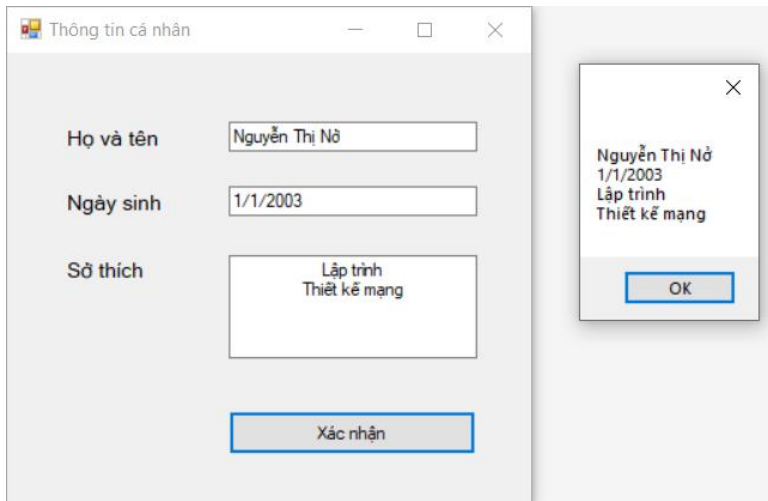 Thông tin cá nhân
Họ và tên
Nguyễn Thị Nở
Ngày sinh
1/1/2003
Sở thích
Lập trình
Thiết kế mạng
Xác nhận
Nguyễn Thị Nở
1/1/2003
Lập trình
Thiết kế mạng
OK